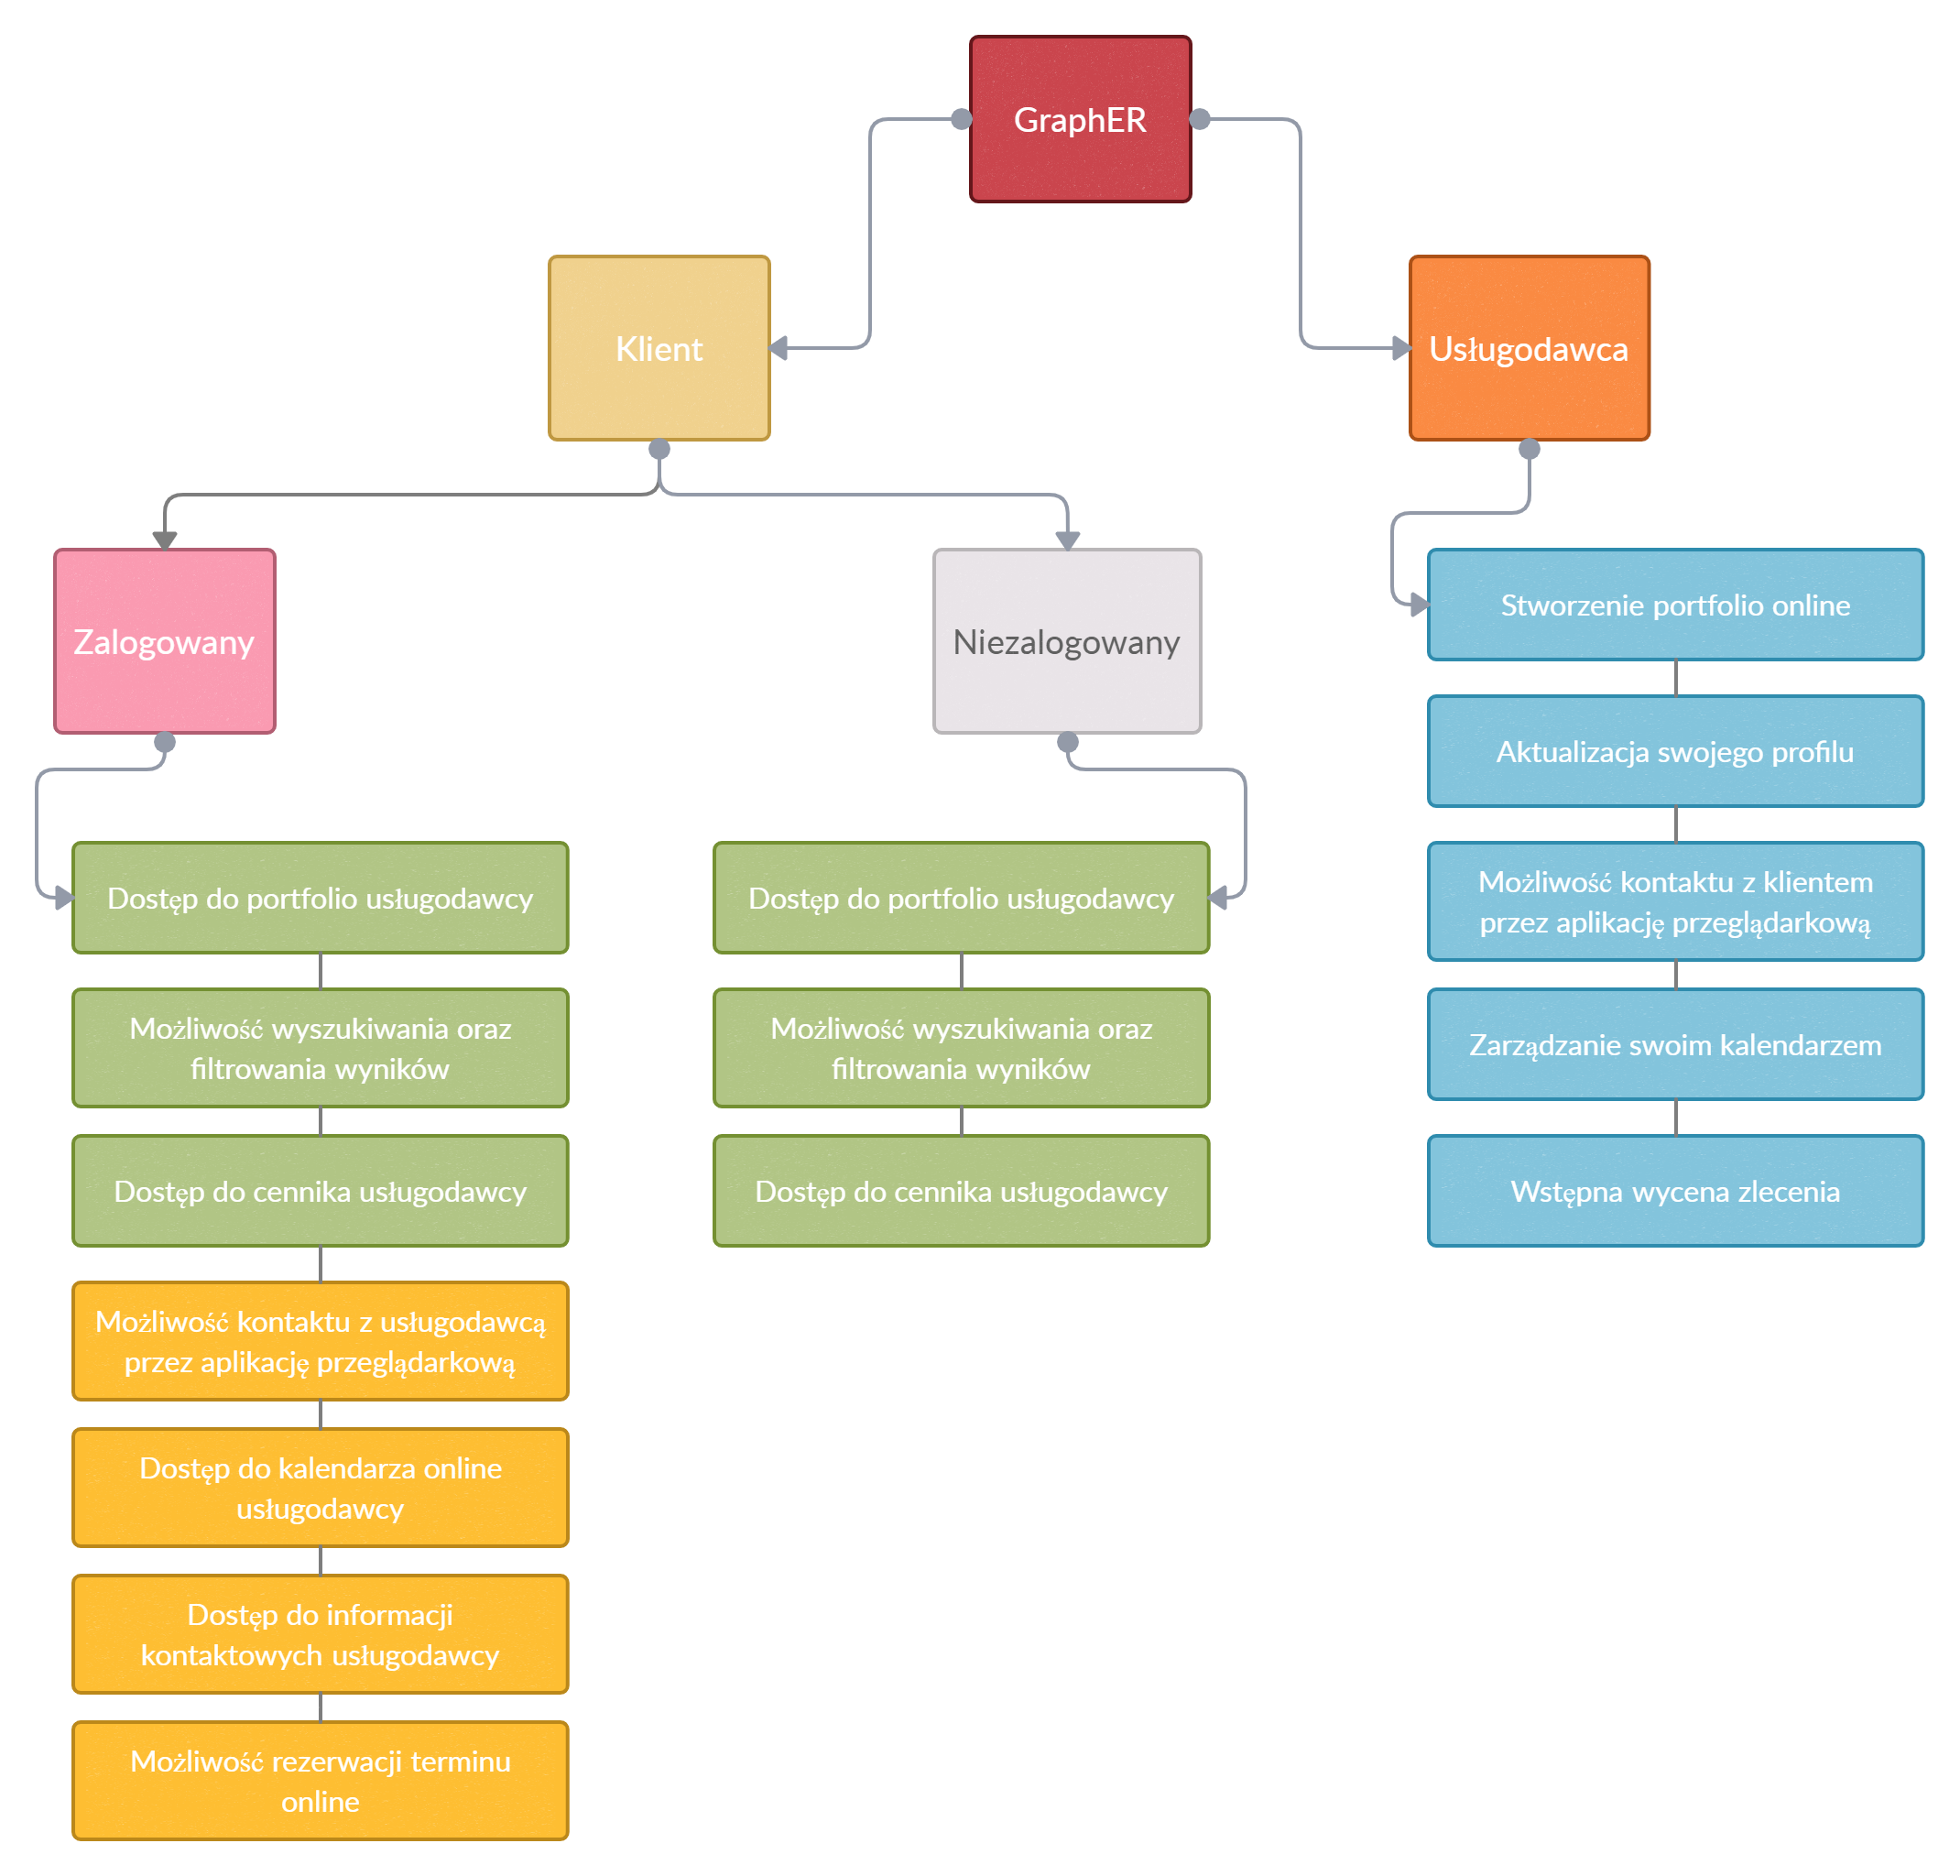 GraphER
Klient
Usługodawca
Zalogowany
Niezalogowany
Dostęp do portfolio usługodawcy
Możliwość wyszukiwania oraz
filtrowania wyników
Dostęp do cennika usługodawcy
Możliwość kontaktu z usługodawcą
przez aplikację przeglądarkową
Dostęp do kalendarza online
usługodawcy
Dostęp do informacji
kontaktowych usługodawcy
Możliwość rezerwacji terminu
online
Dostęp do portfolio usługodawcy
Możliwość wyszukiwania oraz
filtrowania wyników
Dostęp do cennika usługodawcy
Stworzenie portfolio online
Aktualizacja swojego profilu
Możliwość kontaktu z klientem
przez aplikację przeglądarkową
Zarządzanie swoim kalendarzem
Wstępna wycena zlecenia